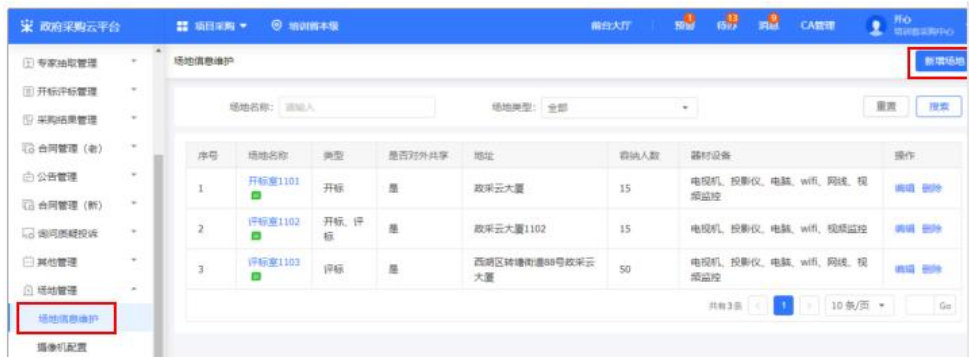 政府采购云平台 项目采购 培训省本级 前台大厅 预警 1 待办 13 消息 9 CA管理 开心
培训省采购中心
专家抽取管理
开标评标管理
采购结果管理
合同管理（老）
公告管理
合同管理（新）
询问质疑投诉
其他管理
场地管理
场地信息维护
摄像机配置
场地信息维护 新增场地
场地名称： 请输入 场地类型： 全部 重置 搜索
序号 场地名称 类型 是否对外共享 地址 容纳人数 器材设备 操作
1 开标室1101 开标 是 政采云大厦 15 电视机、投影仪、电脑、wifi、网线、视
频监控 编辑 删除
2 评标室1102 开标、评
标 是 政采云大厦1102 15 电视机、投影仪、电脑、wifi、视频监控 编辑 删除
3 评标室1103 评标 是 西湖区转塘街道88号政采云
大厦 50 电视机、投影仪、电脑、wifi、网线、视
频监控 编辑 删除
共有3条 1 10 条/页 Go